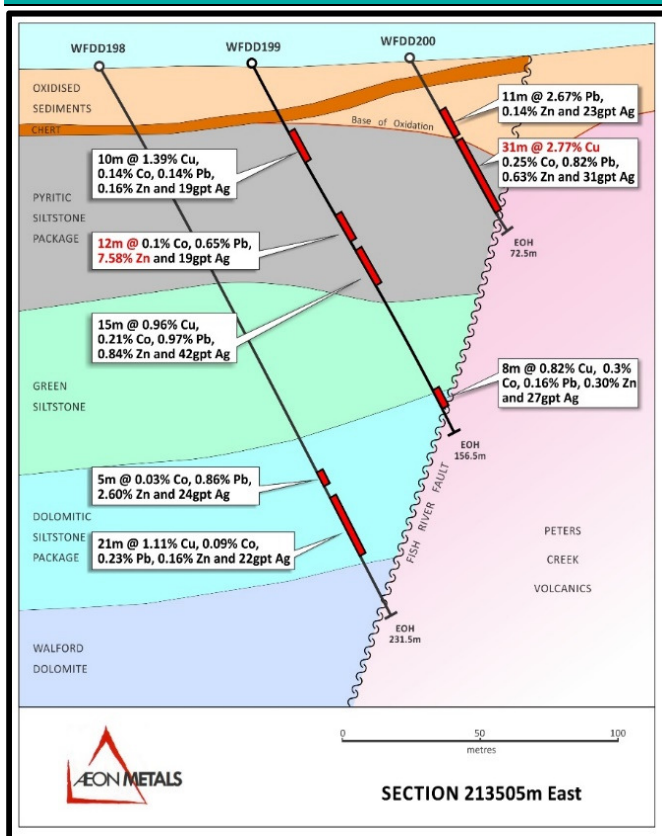 WFDD198
WFDD199
WFDD200
OXIDISED
SEDIMENTS
CHERT
Base of Oxidation
11m @ 2.67% Pb,
0.14% Zn and 23gpt Ag
31m @ 2.77% Cu
0.25% Co, 0.82% Pb,
0.63% Zn and 31gpt Ag
10m @ 1.39% Cu,
0.14% Co, 0.14% Pb,
0.16% Zn and 19gpt Ag
PYRITIC
SILTSTONE
PACKAGE
12m @ 0.1% Co, 0.65% Pb,
7.58% Zn and 19gpt Ag
EOH
72.5m
15m @ 0.96% Cu,
0.21% Co, 0.97% Pb,
0.84% Zn and 42gpt Ag
GREEN
SILTSTONE
8m @ 0.82% Cu, 0.3%
Co, 0.16% Pb, 0.30% Zn
and 27gpt Ag
EOH
156.5m
5m @ 0.03% Co, 0.86% Pb,
2.60% Zn and 24gpt Ag
DOLOMITIC
SILTSTONE
PACKAGE
21m @ 1.11% Cu, 0.09% Co,
0.23% Pb, 0.16% Zn and 22gpt Ag
FISH RIVER FAULT
PETERS
CREEK
VOLCANICS
EOH
231.5m
WALFORD
DOLOMITE
0 50 100
metres
ÆON METALS
SECTION 213505m East